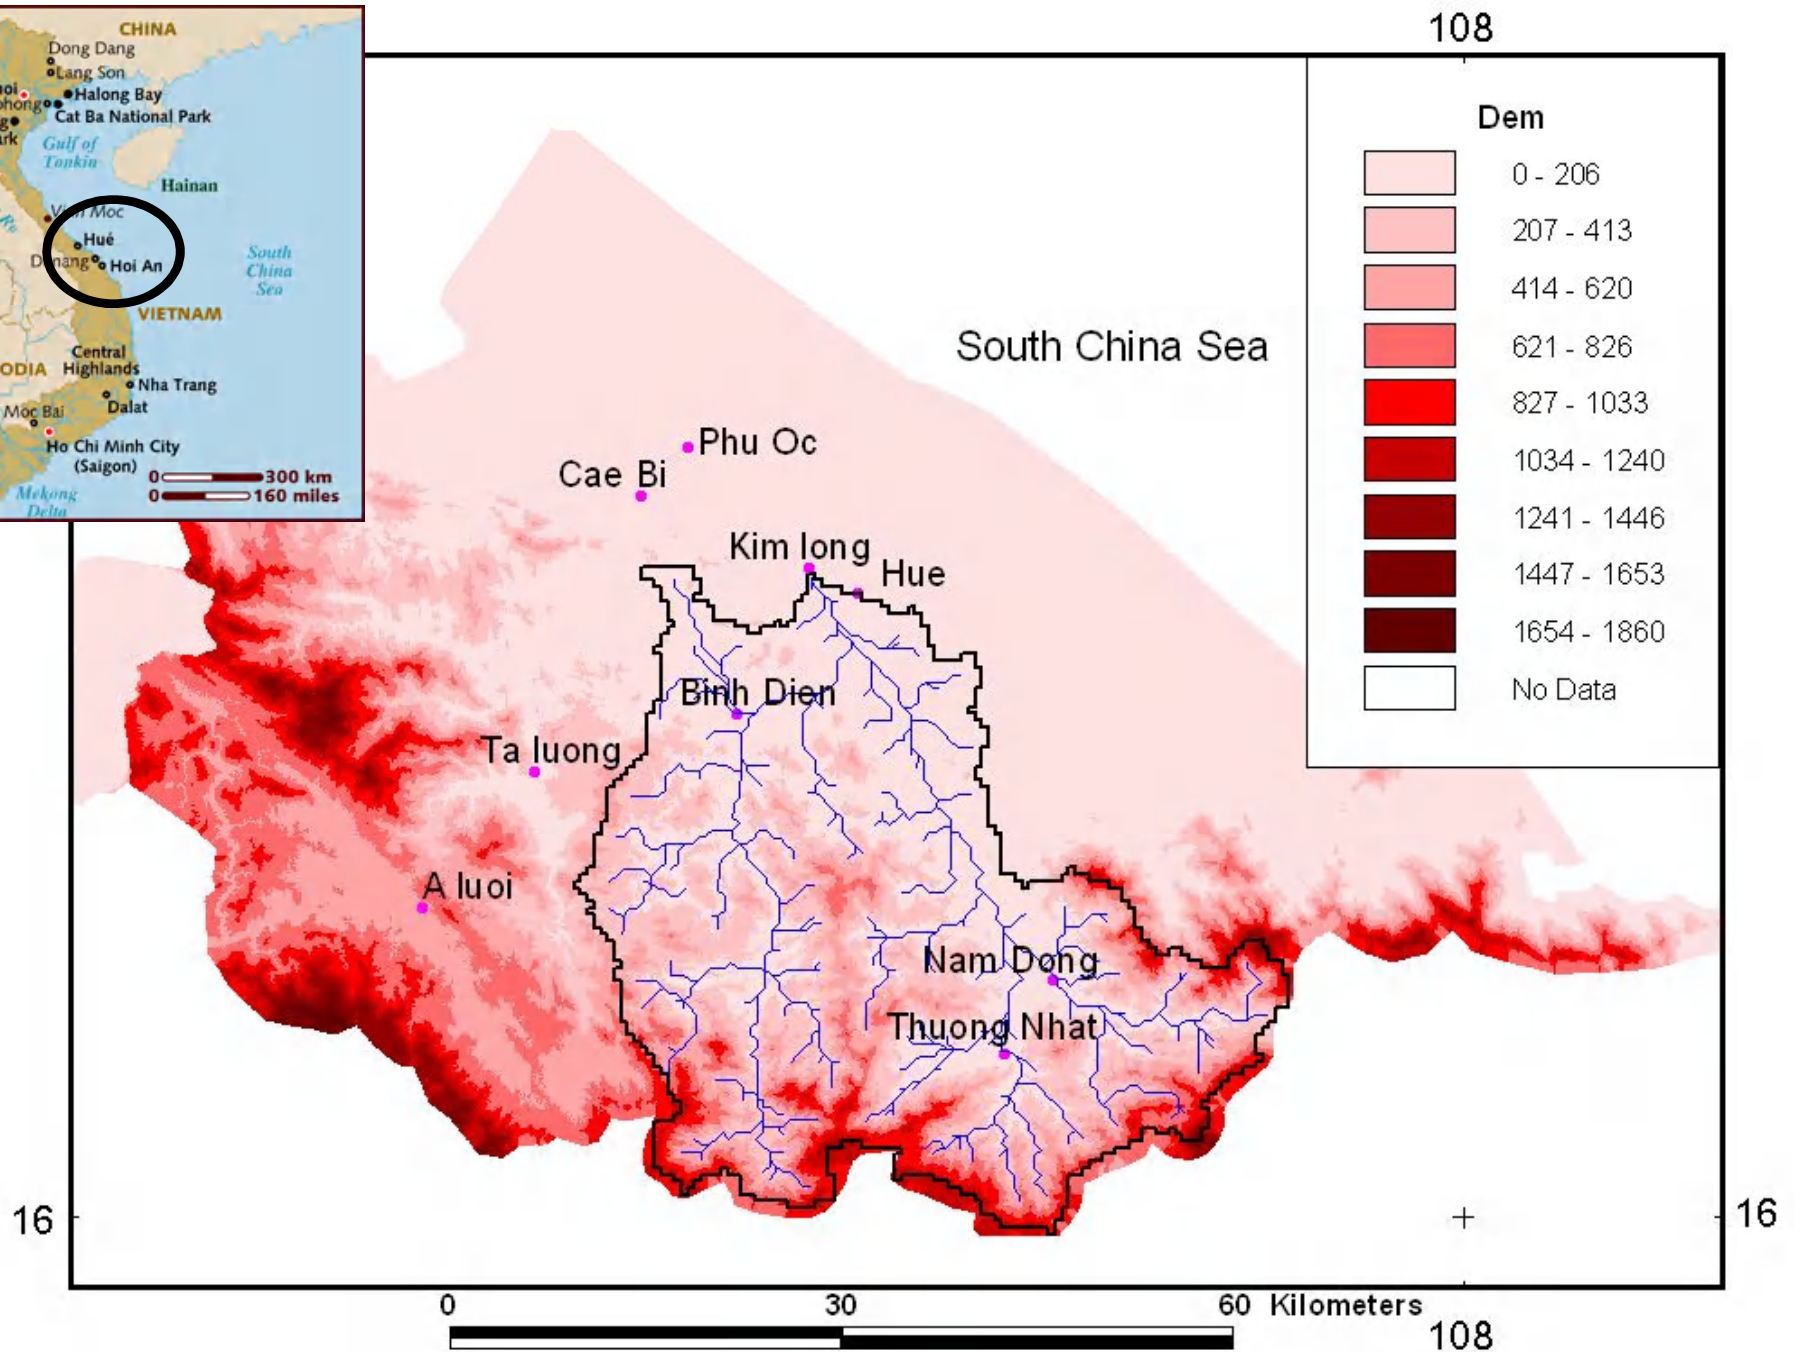 CHINA
Dong Dang
Lang Son
Halong Bay
Cat Ba National Park
Gulf of
Tonkin
Hainan
Vinh Moc
Hué
Danang
Hoi An
South
China
Sea
VIETNAM
Central
Highlands
ODIA
Nha Trang
Moc Bai
Dalat
Ho Chi Minh City
(Saigon)
0 300 km
0 160 miles
Mekong
Delta
108
Dem
0 - 206
207 - 413
414 - 620
621 - 826
827 - 1033
1034 - 1240
1241 - 1446
1447 - 1653
1654 - 1860
No Data
South China Sea
Phu Oc
Cae Bi
Kim long
Hue
Binh Dien
Ta luong
A luoi
Nam Dong
Thuong Nhat
16
16
0 30 60 Kilometers
108